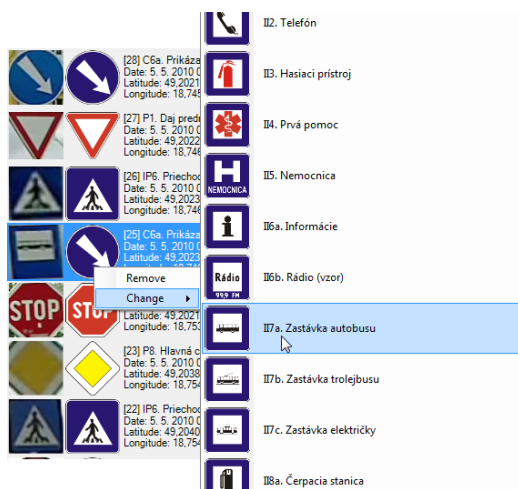 [28] C6a. Prikáza
Date: 5. 5. 2010 0
Latitude: 49,2021
Longitude: 18,745
[27] P1. Daj pred
Date: 5. 5. 2010 0
Latitude: 49,2022
Longitude: 18,746
[26] IP6. Priechod
Date: 5. 5. 2010 0
Latitude: 49,2023
Longitude: 18,746
[25] C6a. Prikáza
Date: 5. 5. 2010 0
Latitude: 49,2023
Remove
Change
STOP
STOP
Latitude: 49,2021
Longitude: 18,753
[23] P8. Hlavná c
Date: 5. 5. 2010 0
Latitude: 49,2038
Longitude: 18,754
[22] IP6. Priechod
Date: 5. 5. 2010 0
Latitude: 49,2040
Longitude: 18,754
II2. Telefón
II3. Hasiaci prístroj
II4. Prvá pomoc
H
NEMOCNICA
II5. Nemocnica
i
II6a. Informácie
Rádio
99,9 FM
II6b. Rádio (vzor)
II7a. Zastávka autobusu
II7b. Zastávka trolejbusu
II7c. Zastávka električky
II8a. Čerpacia stanica